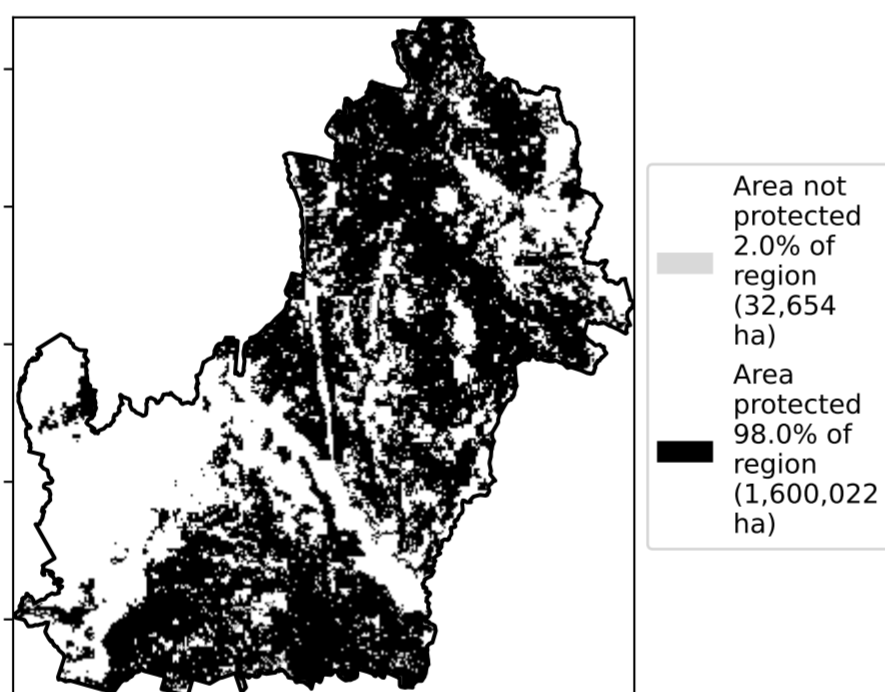 Area not
protected
2.0% of
region
(32,654
ha)
Area
protected
98.0% of
region
(1,600,022
ha)